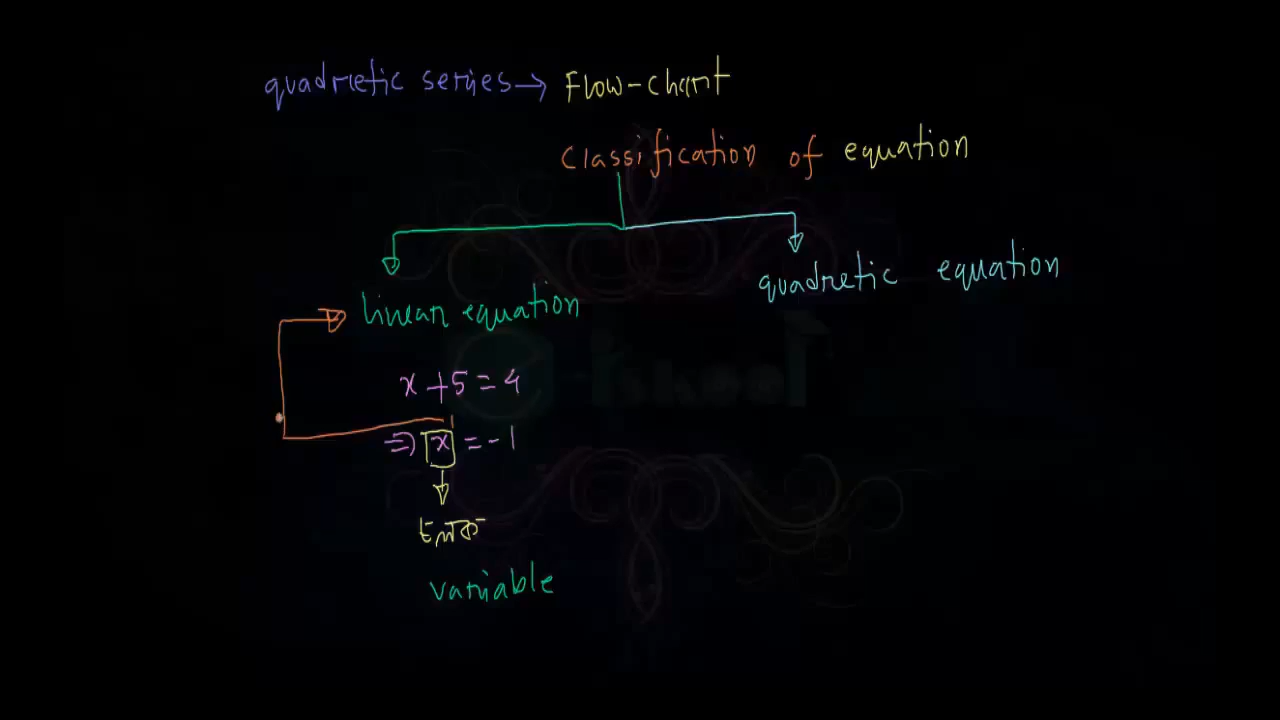 quadretic series → Flow-chart
classification of equation
linear equation
quadretic equation
x + 5 = 4
⇒ x = -1
চলক
variable